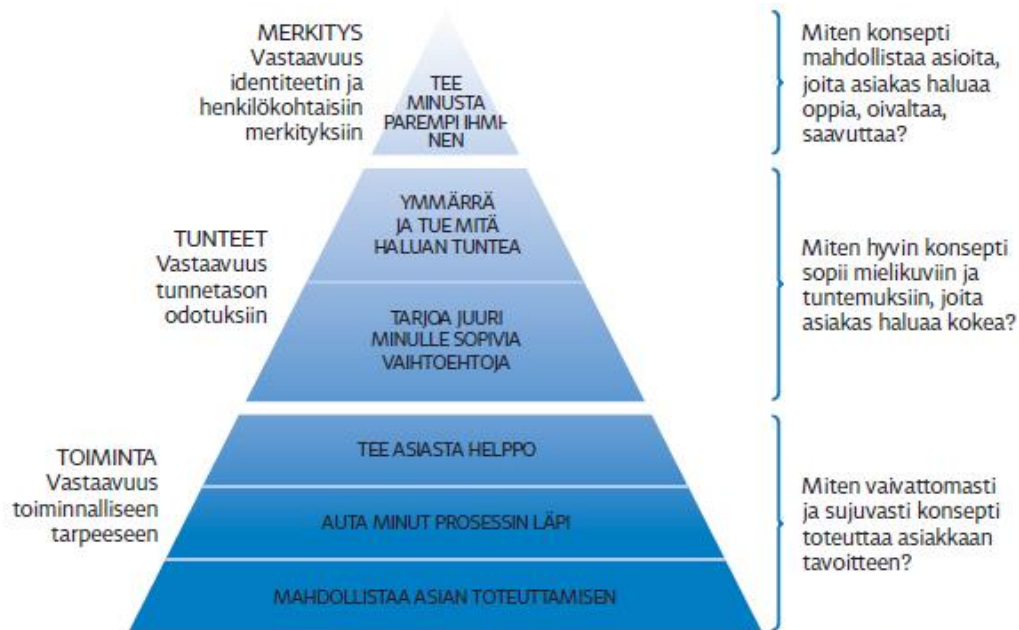 MERKITYS
Vastaavuus
identiteetin ja
henkilökohtaisiin
merkityksiin
TEE
MINUSTA
PAREMPI IHMI-
NEN
Miten konsepti
mahdollistaa asioita,
joita asiakas haluaa
oppia, oivaltaa,
saavuttaa?
TUNTEET
Vastaavuus
tunnetason
odotuksiin
YMMÄRRÄ
JA TUE MITÄ
HALUAN TUNTEA
TARJOA JUURI
MINULLE SOPIVIA
VAIHTOEHTOJA
Miten hyvin konsepti
sopii mielikuviin ja
tuntemuksiin, joita
asiakas haluaa kokea?
TOIMINTA
Vastaavuus
toiminnalliseen
tarpeeseen
TEE ASIASTA HELPPO
AUTA MINUT PROSESSIN LÄPI
MAHDOLLISTAA ASIAN TOTEUTTAMISEN
Miten vaivattomasti
ja sujuvasti konsepti
toteuttaa asiakkaan
tavoitteen?